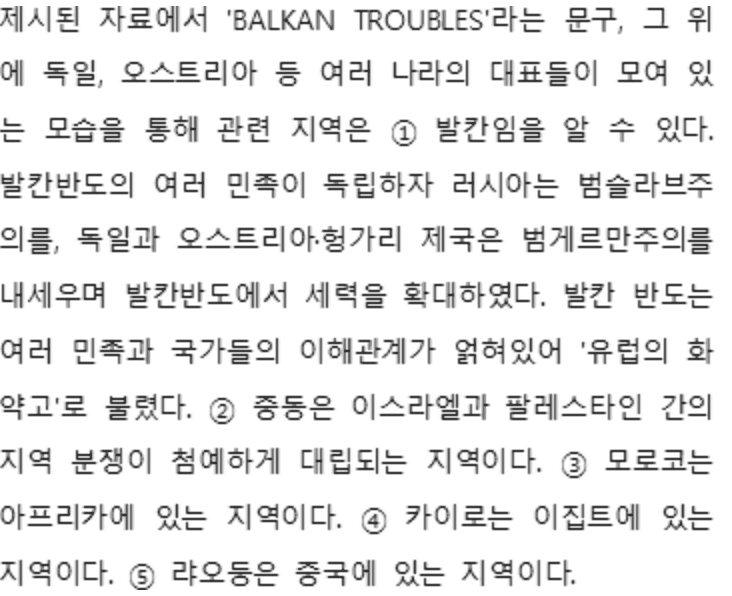 제시된 자료에서 'BALKAN TROUBLES'라는 문구, 그 위
에 독일, 오스트리아 등 여러 나라의 대표들이 모여 있
는 모습을 통해 관련 지역은 ① 발칸임을 알 수 있다.
발칸반도의 여러 민족이 독립하자 러시아는 범슬라브주
의를, 독일과 오스트리아·헝가리 제국은 범게르만주의를
내세우며 발칸반도에서 세력을 확대하였다. 발칸 반도는
여러 민족과 국가들의 이해관계가 얽혀있어 '유럽의 화
약고'로 불렸다. ② 중동은 이스라엘과 팔레스타인 간의
지역 분쟁이 첨예하게 대립되는 지역이다. ③ 모로코는
아프리카에 있는 지역이다. ④ 카이로는 이집트에 있는
지역이다. ⑤ 랴오둥은 중국에 있는 지역이다.